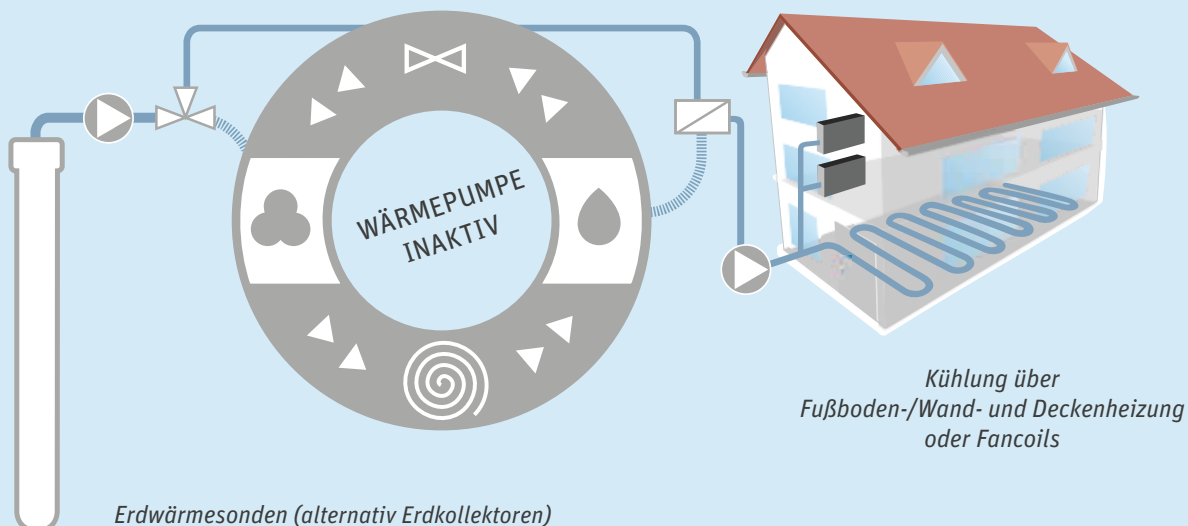 WÄRMEPUMPE
INAKTIV
Kühlung über
Fußboden-/Wand- und Deckenheizung
oder Fancoils
Erdwärmesonden (alternativ Erdkollektoren)